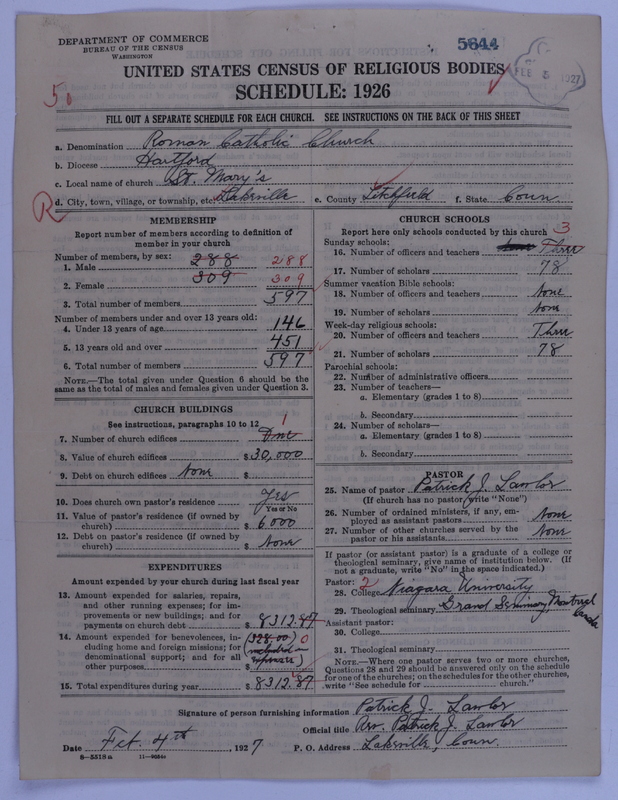 DEPARTMENT OF COMMERCE
BUREAU OF THE CENSUS
WASHINGTON
5844
FEB 5 1927
UNITED STATES CENSUS OF RELIGIOUS BODIES
SCHEDULE: 1926
50
FILL OUT A SEPARATE SCHEDULE FOR EACH CHURCH. SEE INSTRUCTIONS ON THE BACK OF THIS SHEET
a. Denomination Roman Catholic Church
b. Diocese Hartford
c. Local name of church St. Mary's
R
d. City, town, village, or township, etc. Lakeville e. County Litchfield f. State Conn
MEMBERSHIP
Report number of members according to definition of
member in your church
Number of members, by sex:
1. Male 288 288
2. Female 309 309
3. Total number of members 597
Number of members under and over 13 years old:
4. Under 13 years of age 146
5. 13 years old and over 451
6. Total number of members 597
NOTE.—The total given under Question 6 should be
same as the total of males and females given under Question 3.
CHURCH BUILDINGS
See instructions, paragraphs 10 to 12
7. Number of church edifices One 1
8. Value of church edifices $30,000
9. Debt on church edifices None $
10. Does church own pastor's residence Yes
Yes or No
11. Value of pastor's residence (if owned by
church) $6000
12. Debt on pastor's residence (if owned by
church) $ None
EXPENDITURES
Amount expended by your church during last fiscal year
13. Amount expended for salaries, repairs,
and other running expenses; for im-
provements or new buildings; and for
payments on church debt $8312.87
14. Amount expended for benevolences, in-
cluding home and foreign missions; for
denominational support; and for all
other purposes $ (328.00) 0
(included in
expenses)
15. Total expenditures during year $8312.87
CHURCH SCHOOLS
Report here only schools conducted by this church
Sunday schools: 3
16. Number of officers and teachers Three
17. Number of scholars 78
Summer vacation Bible schools:
18. Number of officers and teachers None
19. Number of scholars None
Week-day religious schools:
20. Number of officers and teachers Three
21. Number of scholars 78
Parochial schools:
22. Number of administrative officers
23. Number of teachers—
a. Elementary (grades 1 to 8)
b. Secondary
24. Number of scholars—
a. Elementary (grades 1 to 8)
b. Secondary
PASTOR
25. Name of pastor Patrick J. Lawlor
(If church has no pastor, write "None")
26. Number of ordained ministers, if any, em-
ployed as assistant pastors None
27. Number of other churches served by the
pastor or his assistants None
If pastor (or assistant pastor) is a graduate of a college or
theological seminary, give name of institution below. (If
not a graduate, write "No" in the space indicated.)
Pastor: 2
28. College Niagara University
29. Theological seminary Grand Seminary, Montreal
Canada
Assistant pastor:
30. College
31. Theological seminary
NOTE.—Where one pastor serves two or more churches,
Questions 28 and 29 should be answered only on the schedule
for one of the churches; on the schedules for the other churches,
write "See schedule for church."
Signature of person furnishing information Patrick J. Lawlor
Official title Rev. Patrick J. Lawlor
Date Feb. 4th, 1927 P. O. Address Lakeville, Conn.
8—5518a